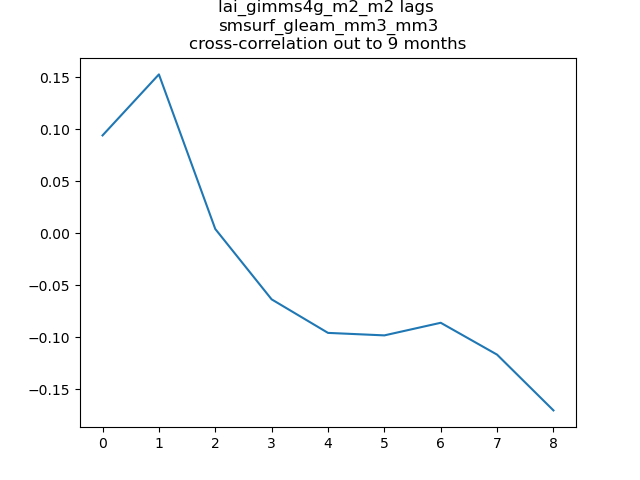 lai_gimms4g_m2_m2 lags
smsurf_gleam_mm3_mm3
cross-correlation out to 9 months
0.15
0.10
0.05
0.00
−0.05
−0.10
−0.15
0 1 2 3 4 5 6 7 8